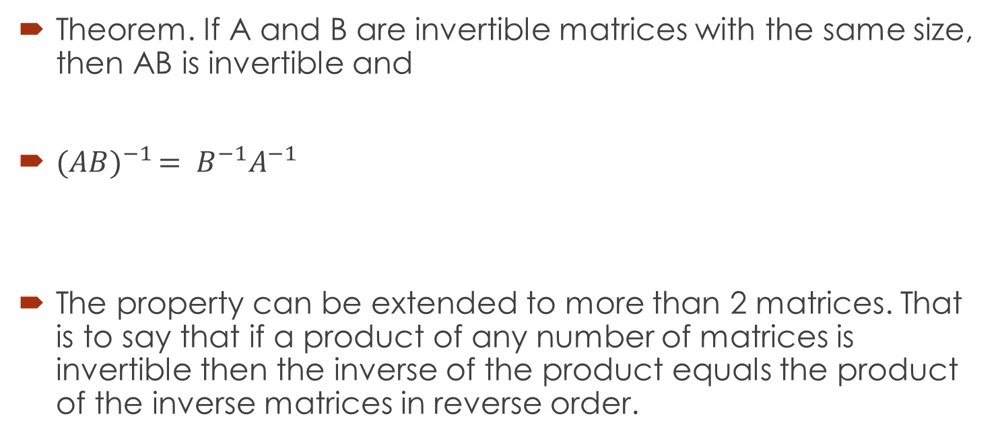 Theorem. If A and B are invertible matrices with the same size,
then AB is invertible and
(AB)⁻¹ = B⁻¹A⁻¹
The property can be extended to more than 2 matrices. That
is to say that if a product of any number of matrices is
invertible then the inverse of the product equals the product
of the inverse matrices in reverse order.